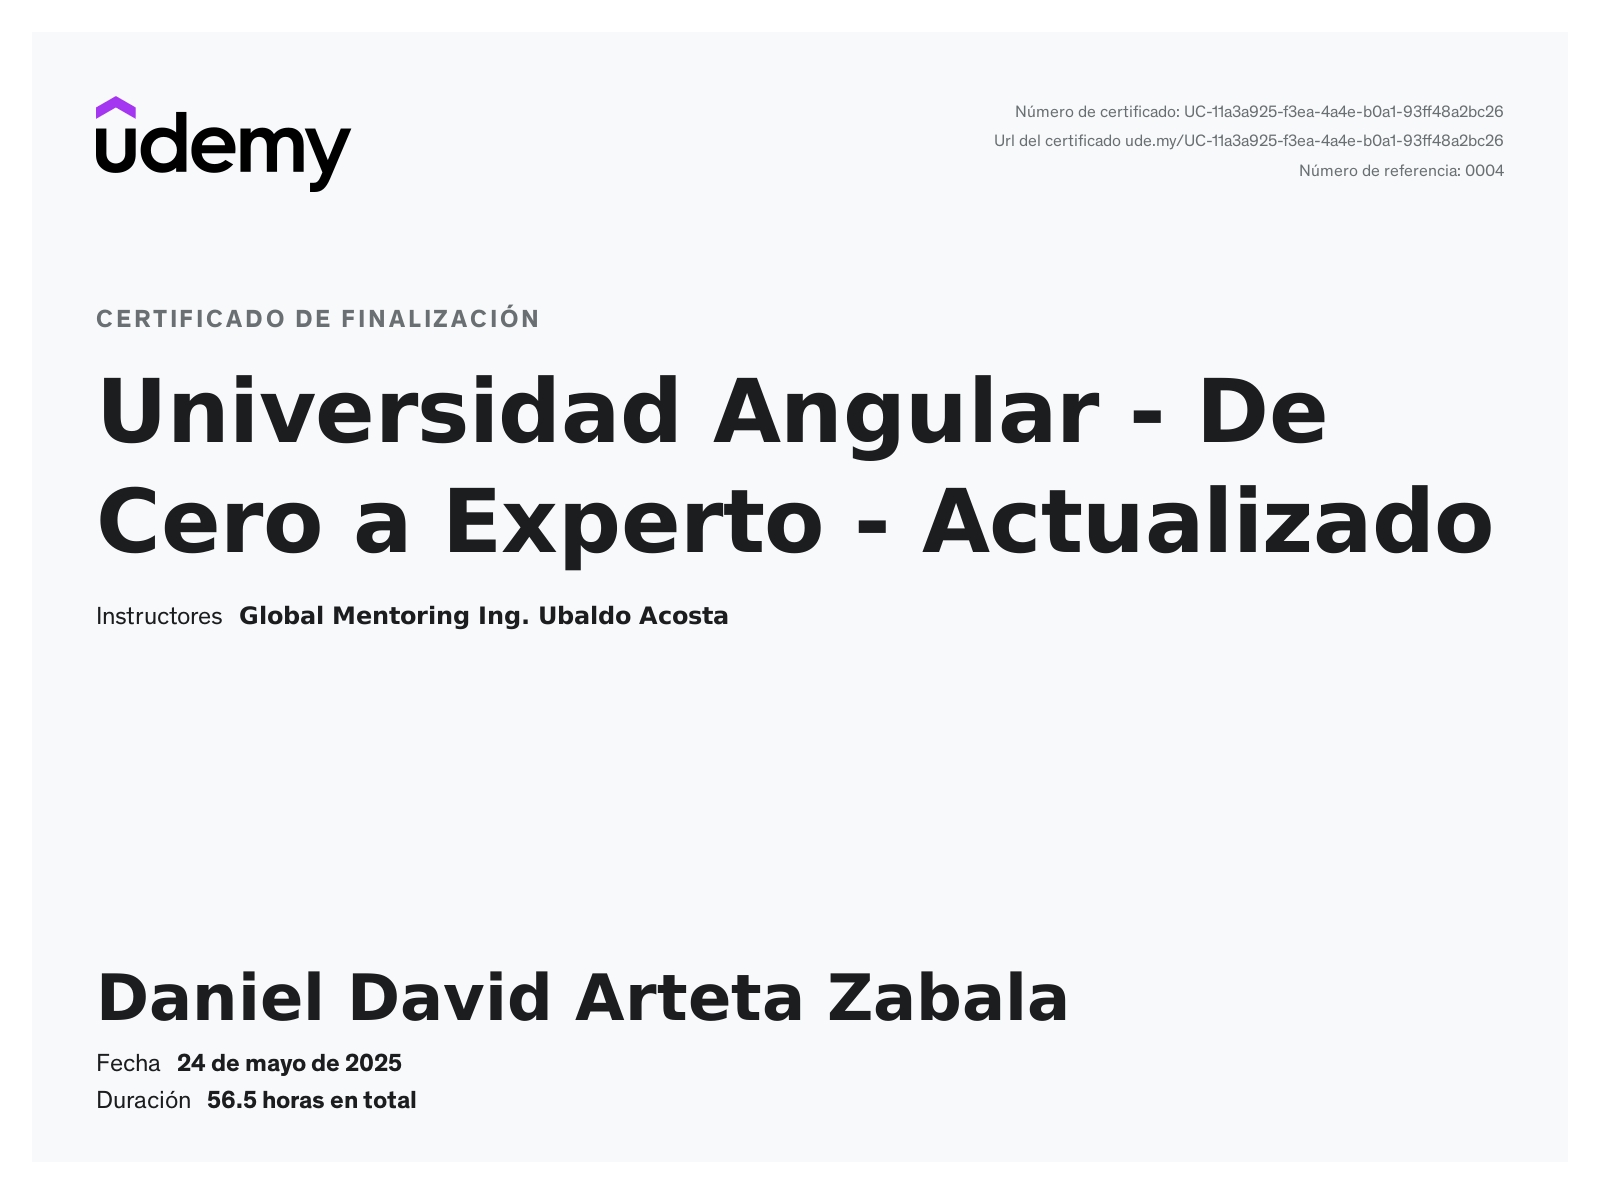 udemy
Número de certificado: UC-11a3a925-f3ea-4a4e-b0a1-93ff48a2bc26
Url del certificado ude.my/UC-11a3a925-f3ea-4a4e-b0a1-93ff48a2bc26
Número de referencia: 0004
CERTIFICADO DE FINALIZACIÓN
Universidad Angular - De
Cero a Experto - Actualizado
Instructores Global Mentoring Ing. Ubaldo Acosta
Daniel David Arteta Zabala
Fecha 24 de mayo de 2025
Duración 56.5 horas en total